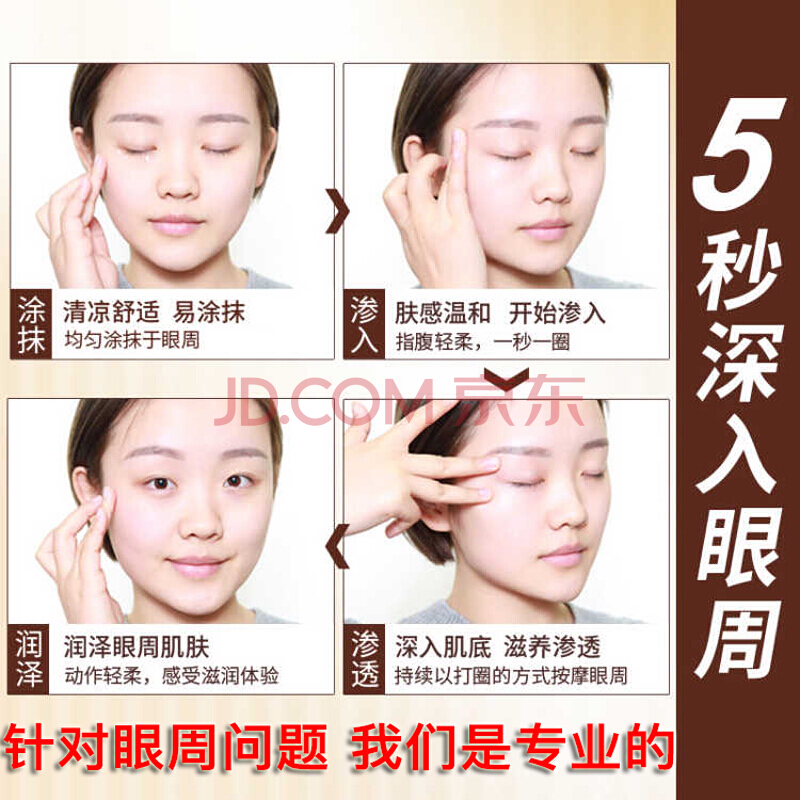 5秒深入眼周
涂抹
清凉舒适 易涂抹
均匀涂抹于眼周
渗入
肤感温和 开始渗入
指腹轻柔，一秒一圈
JD.COM 京东
渗透
深入肌底 滋养渗透
持续以打圈的方式按摩眼周
润泽
润泽眼周肌肤
动作轻柔，感受滋润体验
针对眼周问题 我们是专业的